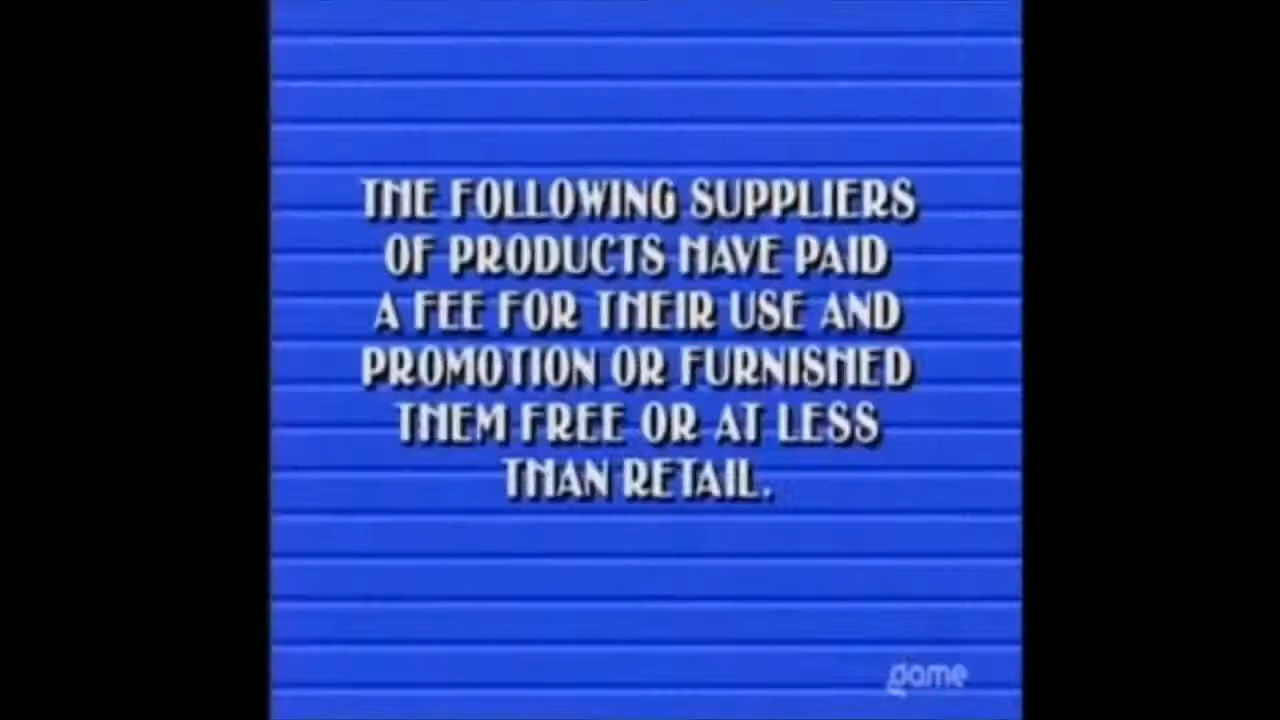 THE FOLLOWING SUPPLIERS
OF PRODUCTS HAVE PAID
A FEE FOR THEIR USE AND
PROMOTION OR FURNISHED
THEM FREE OR AT LESS
THAN RETAIL.
game